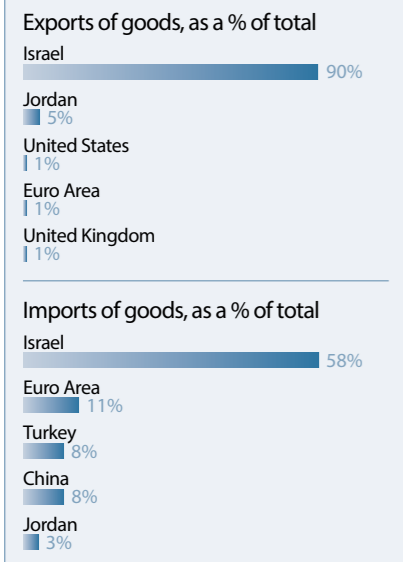 Exports of goods, as a % of total
Israel
90%
Jordan
5%
United States
1%
Euro Area
1%
United Kingdom
1%
Imports of goods, as a % of total
Israel
58%
Euro Area
11%
Turkey
8%
China
8%
Jordan
3%